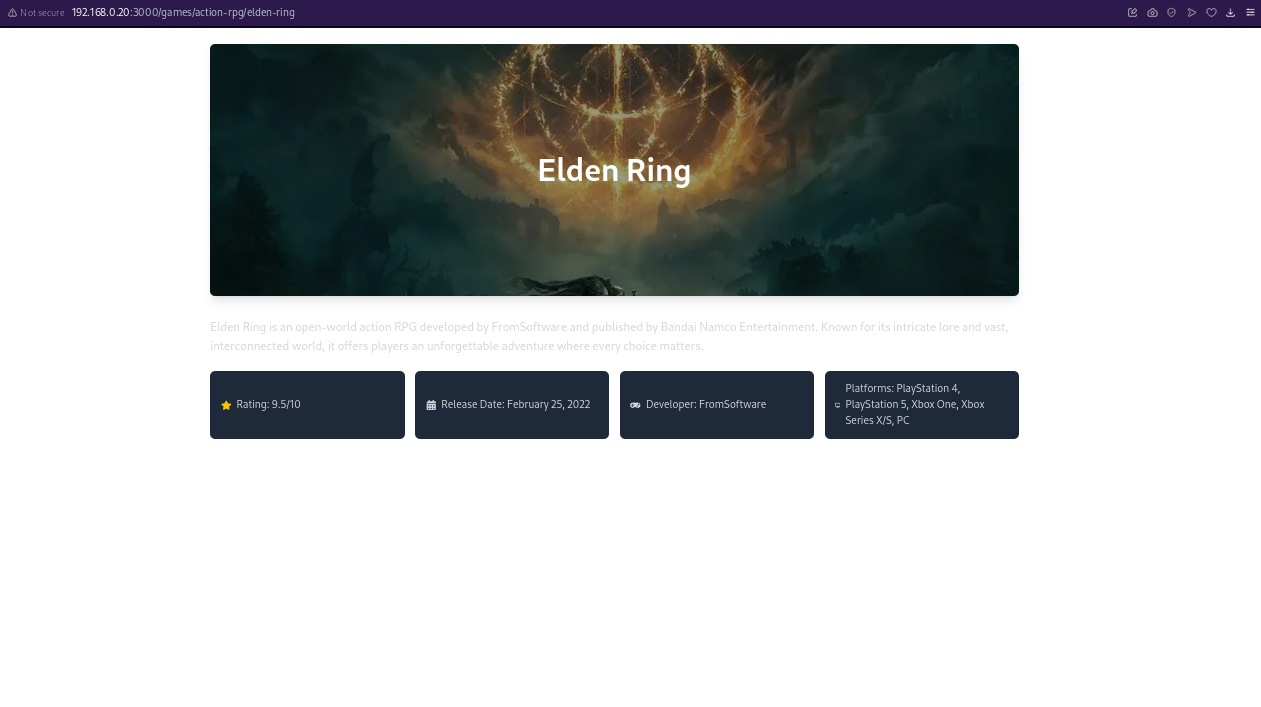 Not secure 192.168.0.20:3000/games/action-rpg/elden-ring
Elden Ring
Elden Ring is an open-world action RPG developed by FromSoftware and published by Bandai Namco Entertainment. Known for its intricate lore and vast,
interconnected world, it offers players an unforgettable adventure where every choice matters.
Rating: 9.5/10
Release Date: February 25, 2022
Developer: FromSoftware
Platforms: PlayStation 4,
PlayStation 5, Xbox One, Xbox
Series X/S, PC